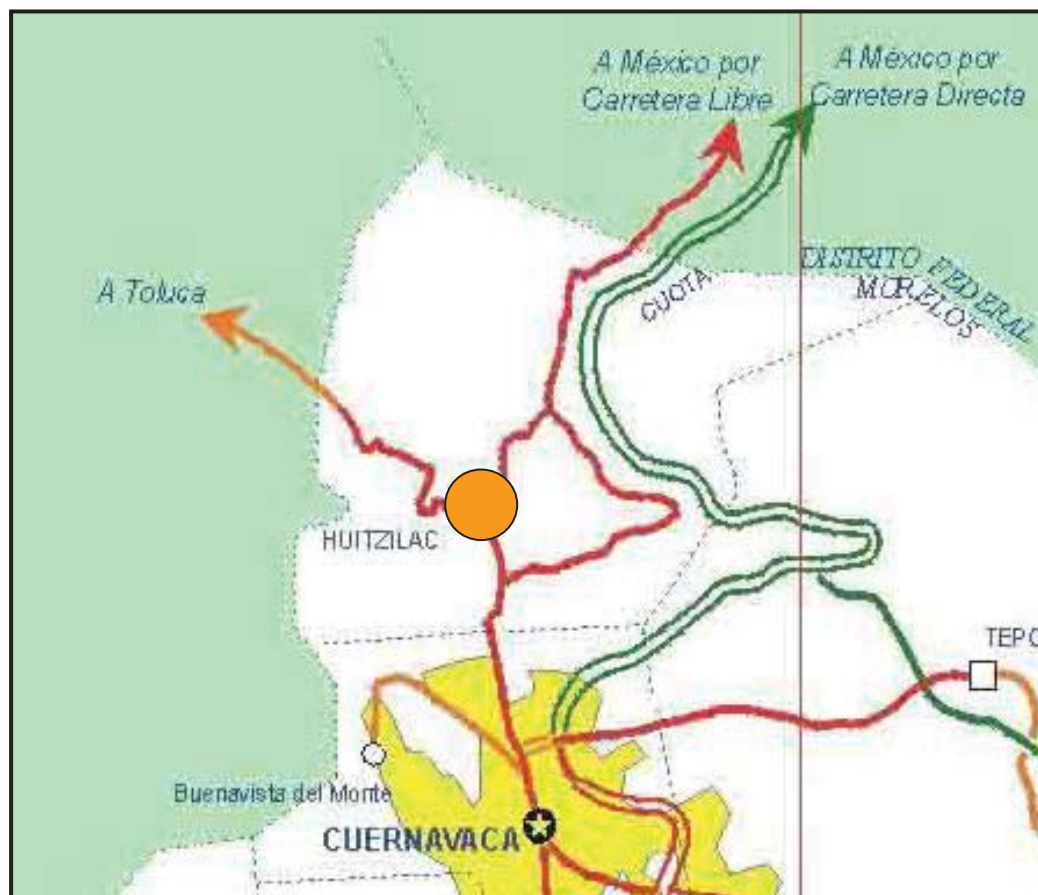 A México por
Carretera Libre
A México por
Carretera Directa
DISTRITO FEDERAL
MORELOS
CUOTA
A Toluca
HUITZILAC
TEPO
Buenavista del Monte
CUERNAVACA